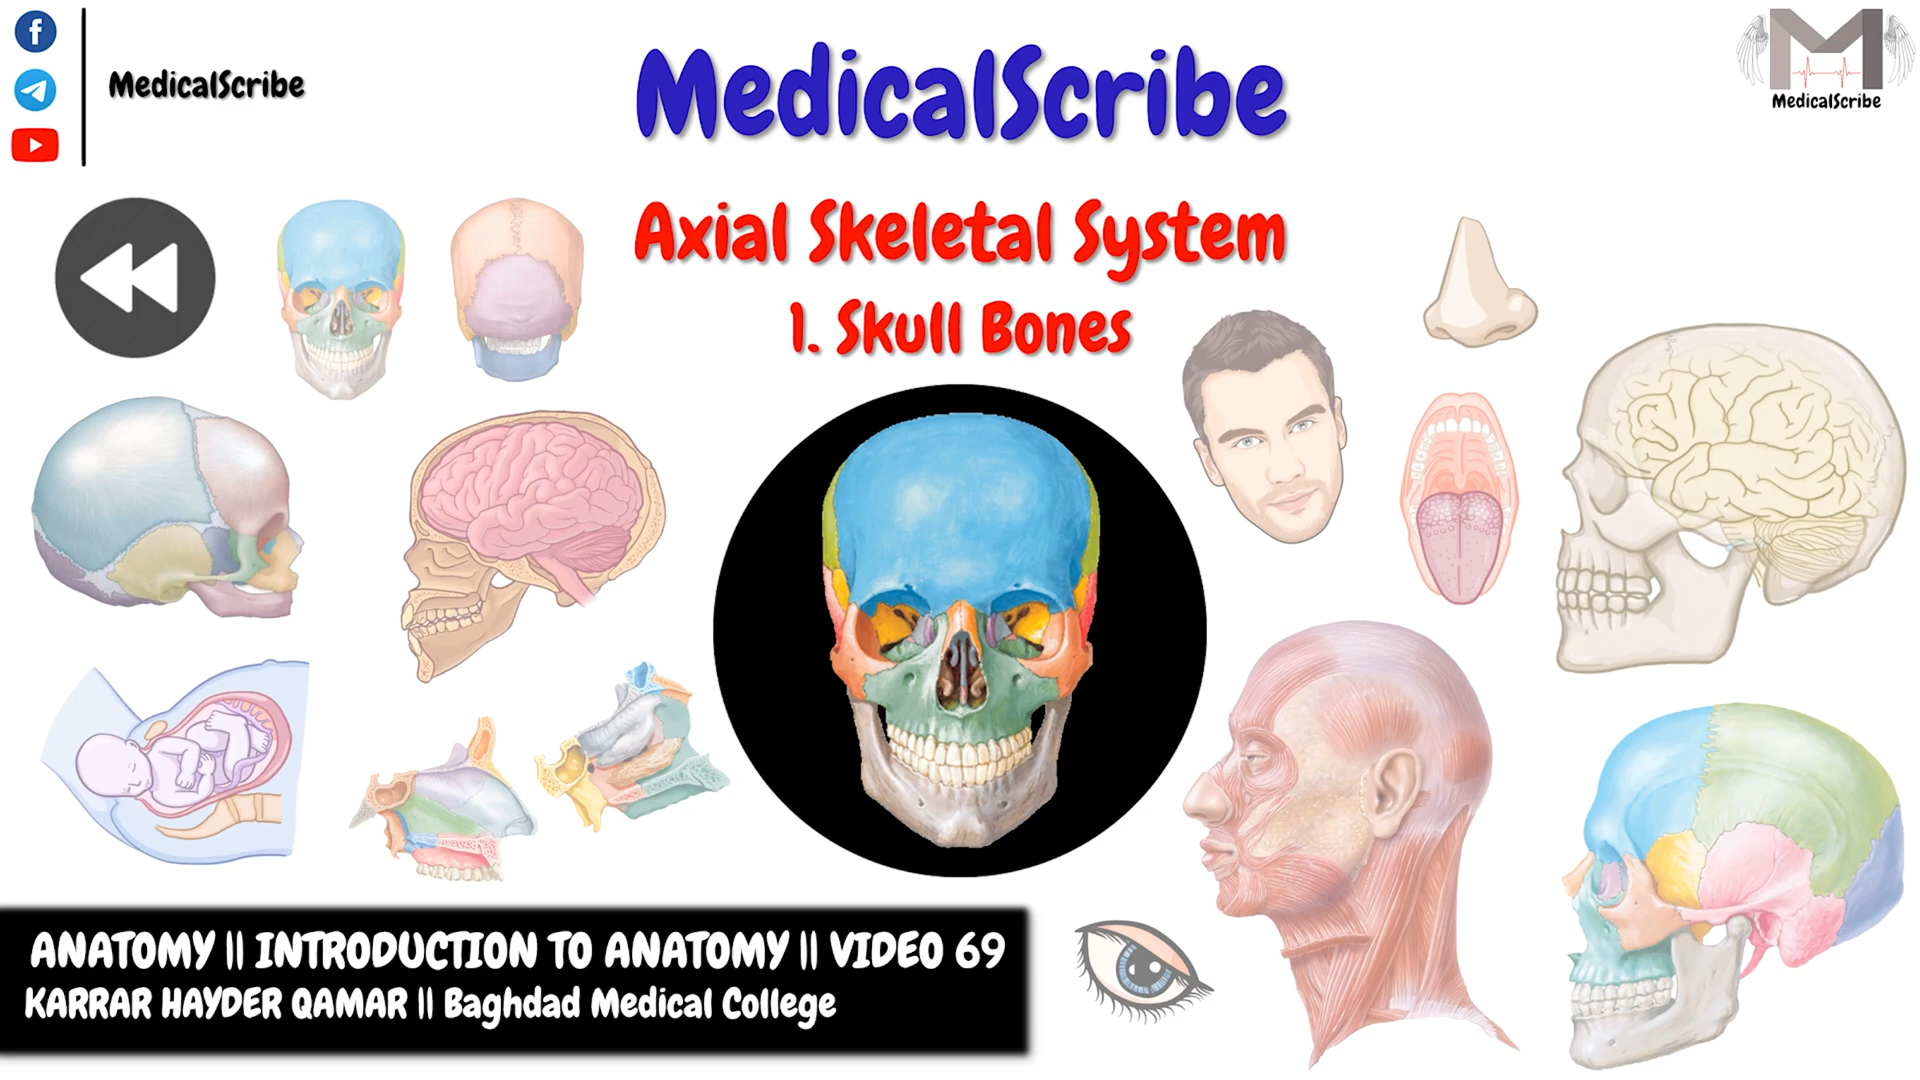 MedicalScribe
MedicalScribe
MedicalScribe
Axial Skeletal System
1. Skull Bones
ANATOMY || INTRODUCTION TO ANATOMY || VIDEO 69
KARRAR HAYDER QAMAR || Baghdad Medical College